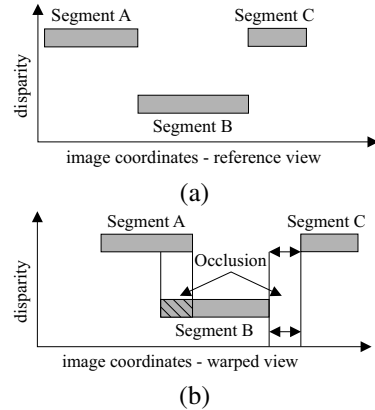 Segment A
Segment C
disparity
Segment B
image coordinates - reference view
(a)
Segment A
Segment C
Occlusion
disparity
Segment B
image coordinates - warped view
(b)